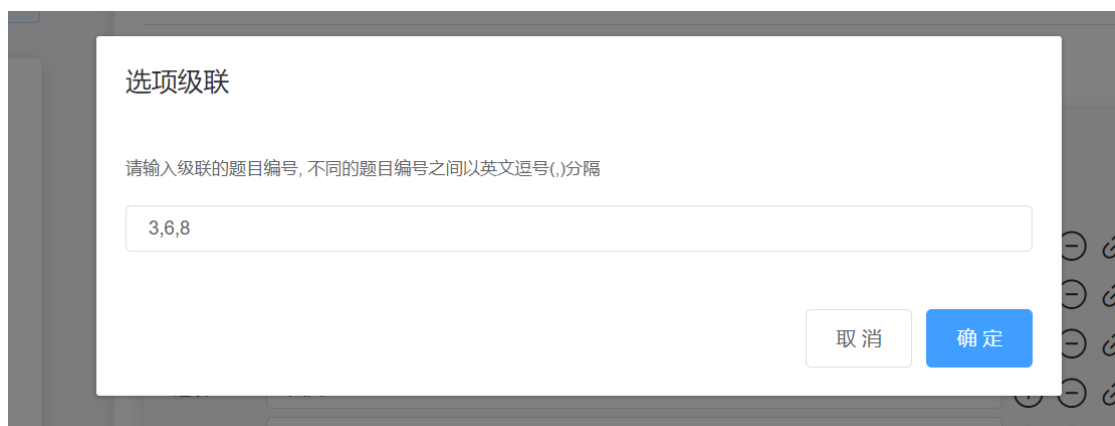 选项级联
请输入级联的题目编号, 不同的题目编号之间以英文逗号(,)分隔
3,6,8
取 消
确 定